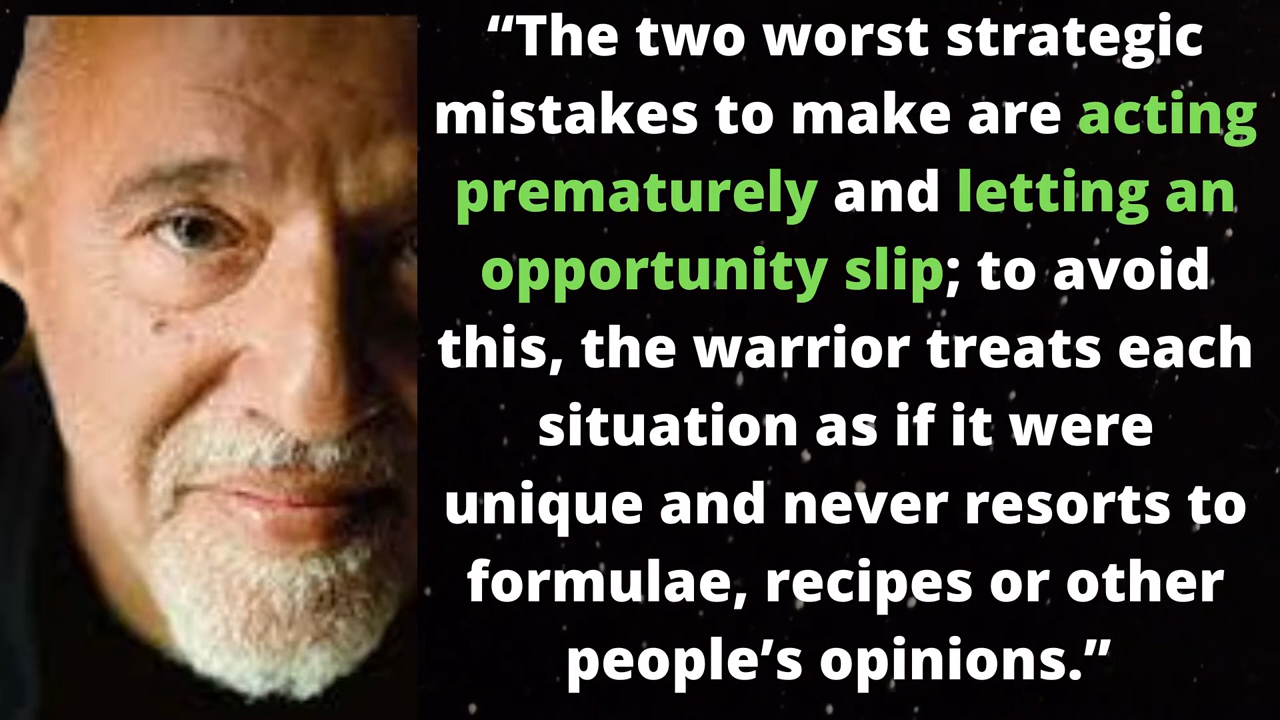 “The two worst strategic
mistakes to make are acting
prematurely and letting an
opportunity slip; to avoid
this, the warrior treats each
situation as if it were
unique and never resorts to
formulae, recipes or other
people’s opinions.”